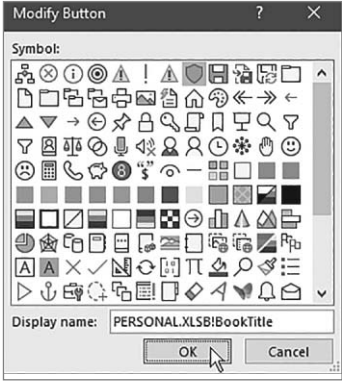 Modify Button ? ×
Symbol:
Display name: PERSONAL.XLSB!BookTitle
OK Cancel